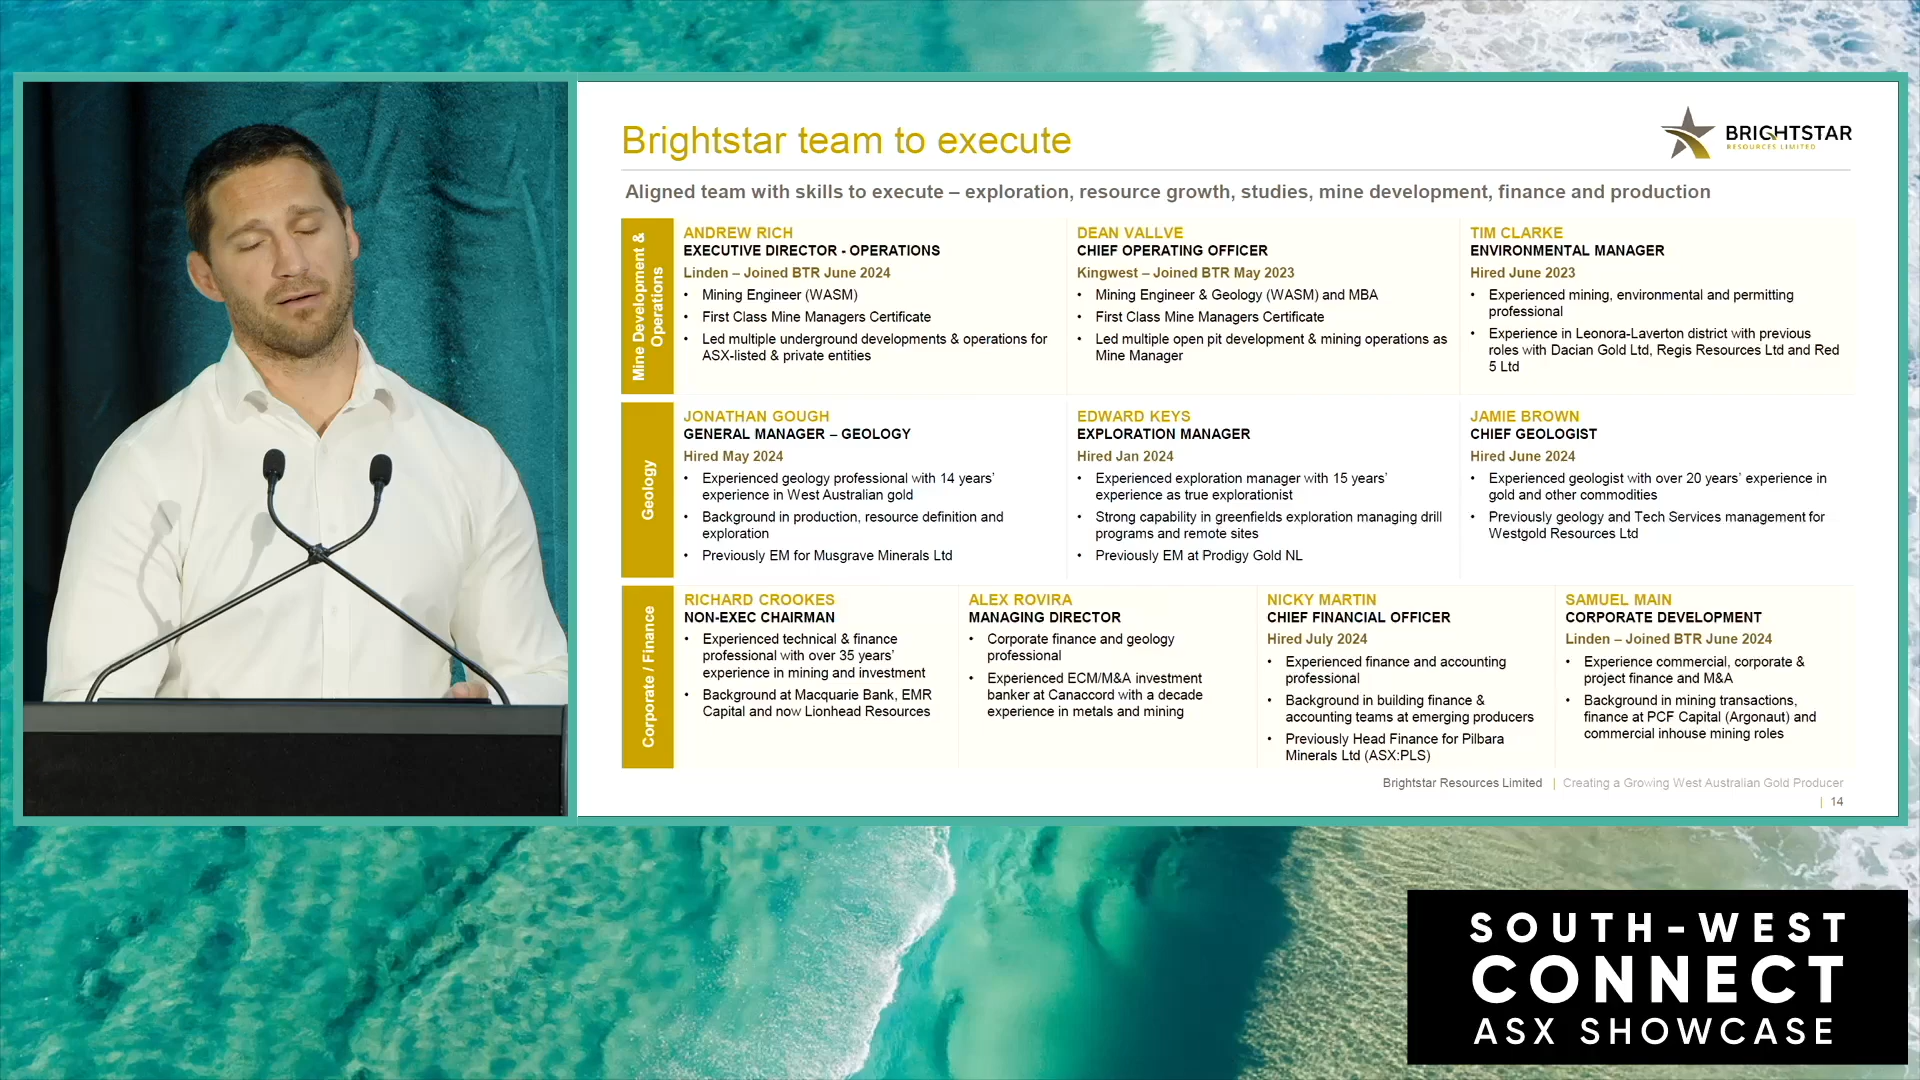 Brightstar team to execute
BRIGHTSTAR
RESOURCES LIMITED
Aligned team with skills to execute – exploration, resource growth, studies, mine development, finance and production
Mine Development &
Operations
ANDREW RICH
EXECUTIVE DIRECTOR - OPERATIONS
Linden – Joined BTR June 2024
• Mining Engineer (WASM)
• First Class Mine Managers Certificate
• Led multiple underground developments & operations for
ASX-listed & private entities
DEAN VALLVE
CHIEF OPERATING OFFICER
Kingwest – Joined BTR May 2023
• Mining Engineer & Geology (WASM) and MBA
• First Class Mine Managers Certificate
• Led multiple open pit development & mining operations as
Mine Manager
TIM CLARKE
ENVIRONMENTAL MANAGER
Hired June 2023
• Experienced mining, environmental and permitting
professional
• Experience in Leonora-Laverton district with previous
roles with Dacian Gold Ltd, Regis Resources Ltd and Red
5 Ltd
Geology
JONATHAN GOUGH
GENERAL MANAGER – GEOLOGY
Hired May 2024
• Experienced geology professional with 14 years’
experience in West Australian gold
• Background in production, resource definition and
exploration
• Previously EM for Musgrave Minerals Ltd
EDWARD KEYS
EXPLORATION MANAGER
Hired Jan 2024
• Experienced exploration manager with 15 years’
experience as true explorationist
• Strong capability in greenfields exploration managing drill
programs and remote sites
• Previously EM at Prodigy Gold NL
JAMIE BROWN
CHIEF GEOLOGIST
Hired June 2024
• Experienced geologist with over 20 years’ experience in
gold and other commodities
• Previously geology and Tech Services management for
Westgold Resources Ltd
Corporate / Finance
RICHARD CROOKES
NON-EXEC CHAIRMAN
• Experienced technical & finance
professional with over 35 years’
experience in mining and investment
• Background at Macquarie Bank, EMR
Capital and now Lionhead Resources
ALEX ROVIRA
MANAGING DIRECTOR
• Corporate finance and geology
professional
• Experienced ECM/M&A investment
banker at Canaccord with a decade
experience in metals and mining
NICKY MARTIN
CHIEF FINANCIAL OFFICER
Hired July 2024
• Experienced finance and accounting
professional
• Background in building finance &
accounting teams at emerging producers
• Previously Head Finance for Pilbara
Minerals Ltd (ASX:PLS)
SAMUEL MAIN
CORPORATE DEVELOPMENT
Linden – Joined BTR June 2024
• Experience commercial, corporate &
project finance and M&A
• Background in mining transactions,
finance at PCF Capital (Argonaut) and
commercial inhouse mining roles
Brightstar Resources Limited | Creating a Growing West Australian Gold Producer
| 14
SOUTH-WEST
CONNECT
ASX SHOWCASE